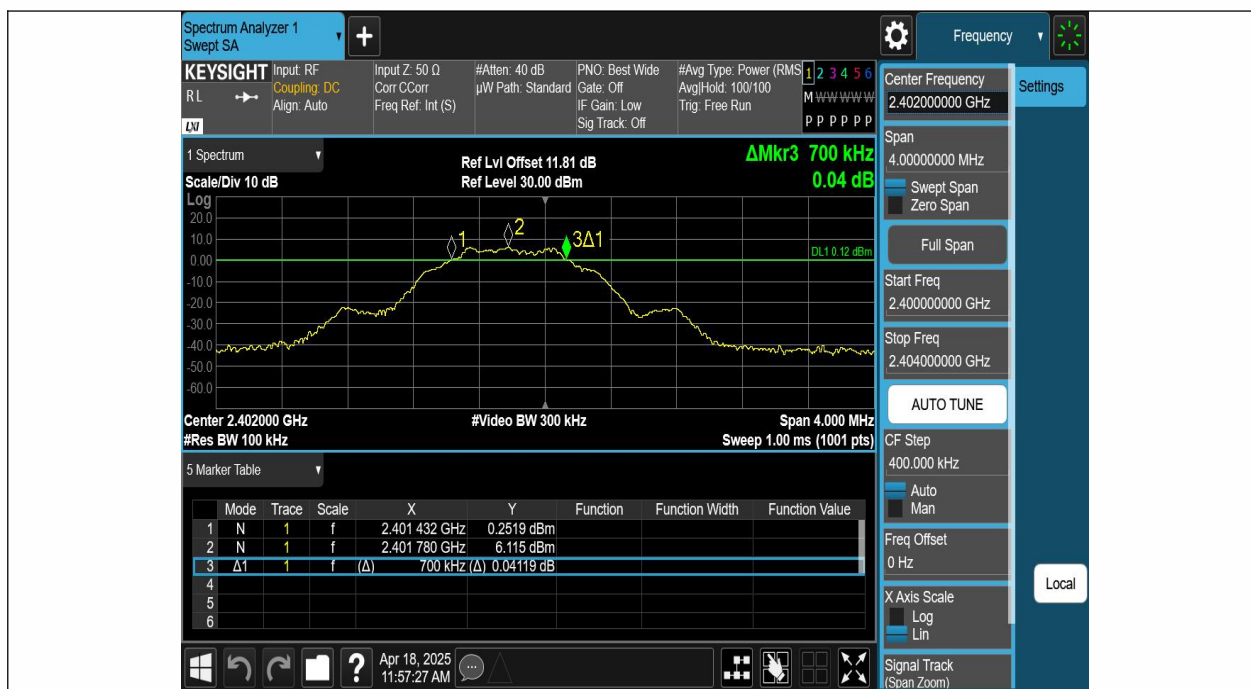 Spectrum Analyzer 1
Swept SA
+
Frequency
KEYSIGHT
RL
LXI
Input: RF
Coupling: DC
Align: Auto
Input Z: 50 Ω
Corr CCorr
Freq Ref: Int (S)
#Atten: 40 dB
µW Path: Standard
PNO: Best Wide
Gate: Off
IF Gain: Low
Sig Track: Off
#Avg Type: Power (RMS
Avg|Hold: 100/100
Trig: Free Run
1 2 3 4 5 6
M W W W W W
P P P P P P
1 Spectrum
Scale/Div 10 dB
Log
Ref Lvl Offset 11.81 dB
Ref Level 30.00 dBm
ΔMkr3 700 kHz
0.04 dB
20.0
10.0
0.00
-10.0
-20.0
-30.0
-40.0
-50.0
-60.0
1
2
3Δ1
DL1 0.12 dBm
Center 2.402000 GHz
#Video BW 300 kHz
Span 4.000 MHz
#Res BW 100 kHz
Sweep 1.00 ms (1001 pts)
5 Marker Table
Mode Trace Scale X Y Function Function Width Function Value
1 N 1 f 2.401 432 GHz 0.2519 dBm
2 N 1 f 2.401 780 GHz 6.115 dBm
3 Δ1 1 f (Δ) 700 kHz (Δ) 0.04119 dB
4
5
6
?
Apr 18, 2025
11:57:27 AM
Center Frequency
2.402000000 GHz
Span
4.00000000 MHz
Swept Span
Zero Span
Full Span
Start Freq
2.400000000 GHz
Stop Freq
2.404000000 GHz
AUTO TUNE
CF Step
400.000 kHz
Auto
Man
Freq Offset
0 Hz
X Axis Scale
Log
Lin
Signal Track
(Span Zoom)
Settings
Local